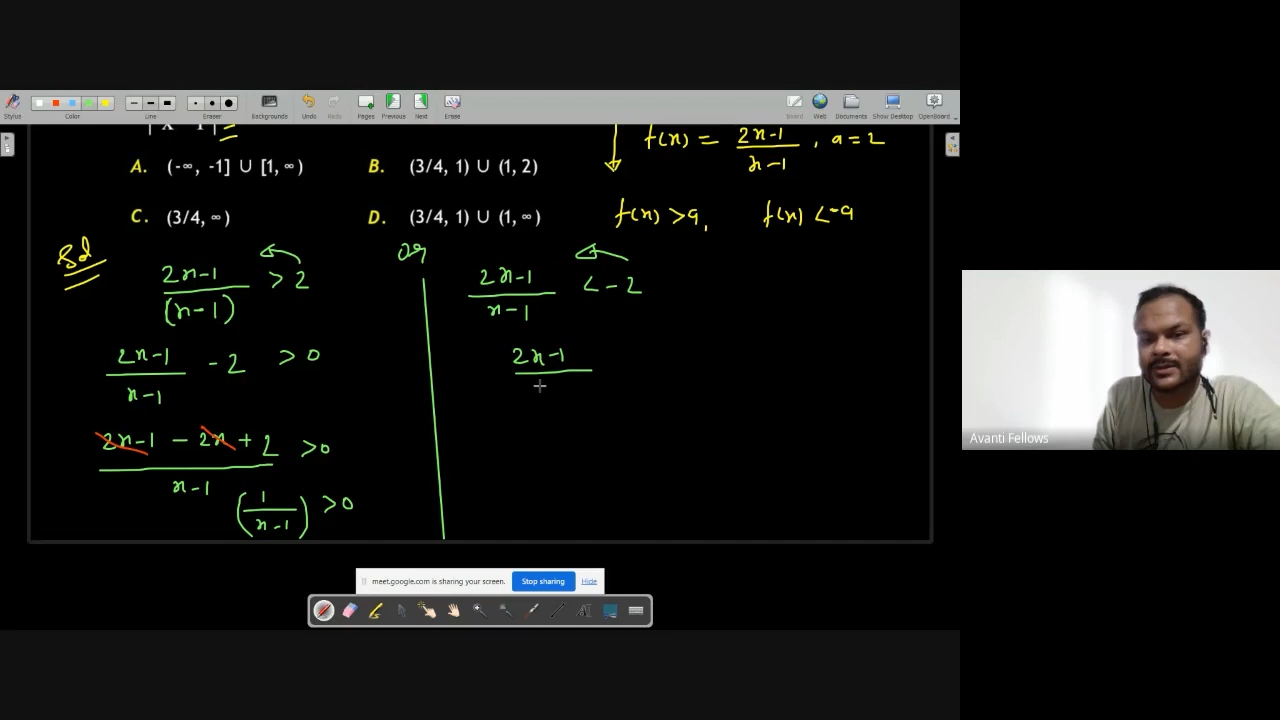 Stylus Color Line Eraser Backgrounds Undo Redo Pages Previous Next Erase Board Web Documents Show Desktop OpenBoard
| x - 1 |
f(x) = 2x-1 / x-1 , a = 2
A. (-∞, -1] ∪ [1, ∞) B. (3/4, 1) ∪ (1, 2)
C. (3/4, ∞) D. (3/4, 1) ∪ (1, ∞)
f(x) > a, f(x) < -a
Sol or
2x-1 / (x-1) > 2
2x-1 / x-1 < -2
2x-1 / x-1 - 2 > 0
2x-1
2x-1 - 2x + 2 / x-1 > 0
(1 / x-1) > 0
Avanti Fellows
meet.google.com is sharing your screen. Stop sharing Hide